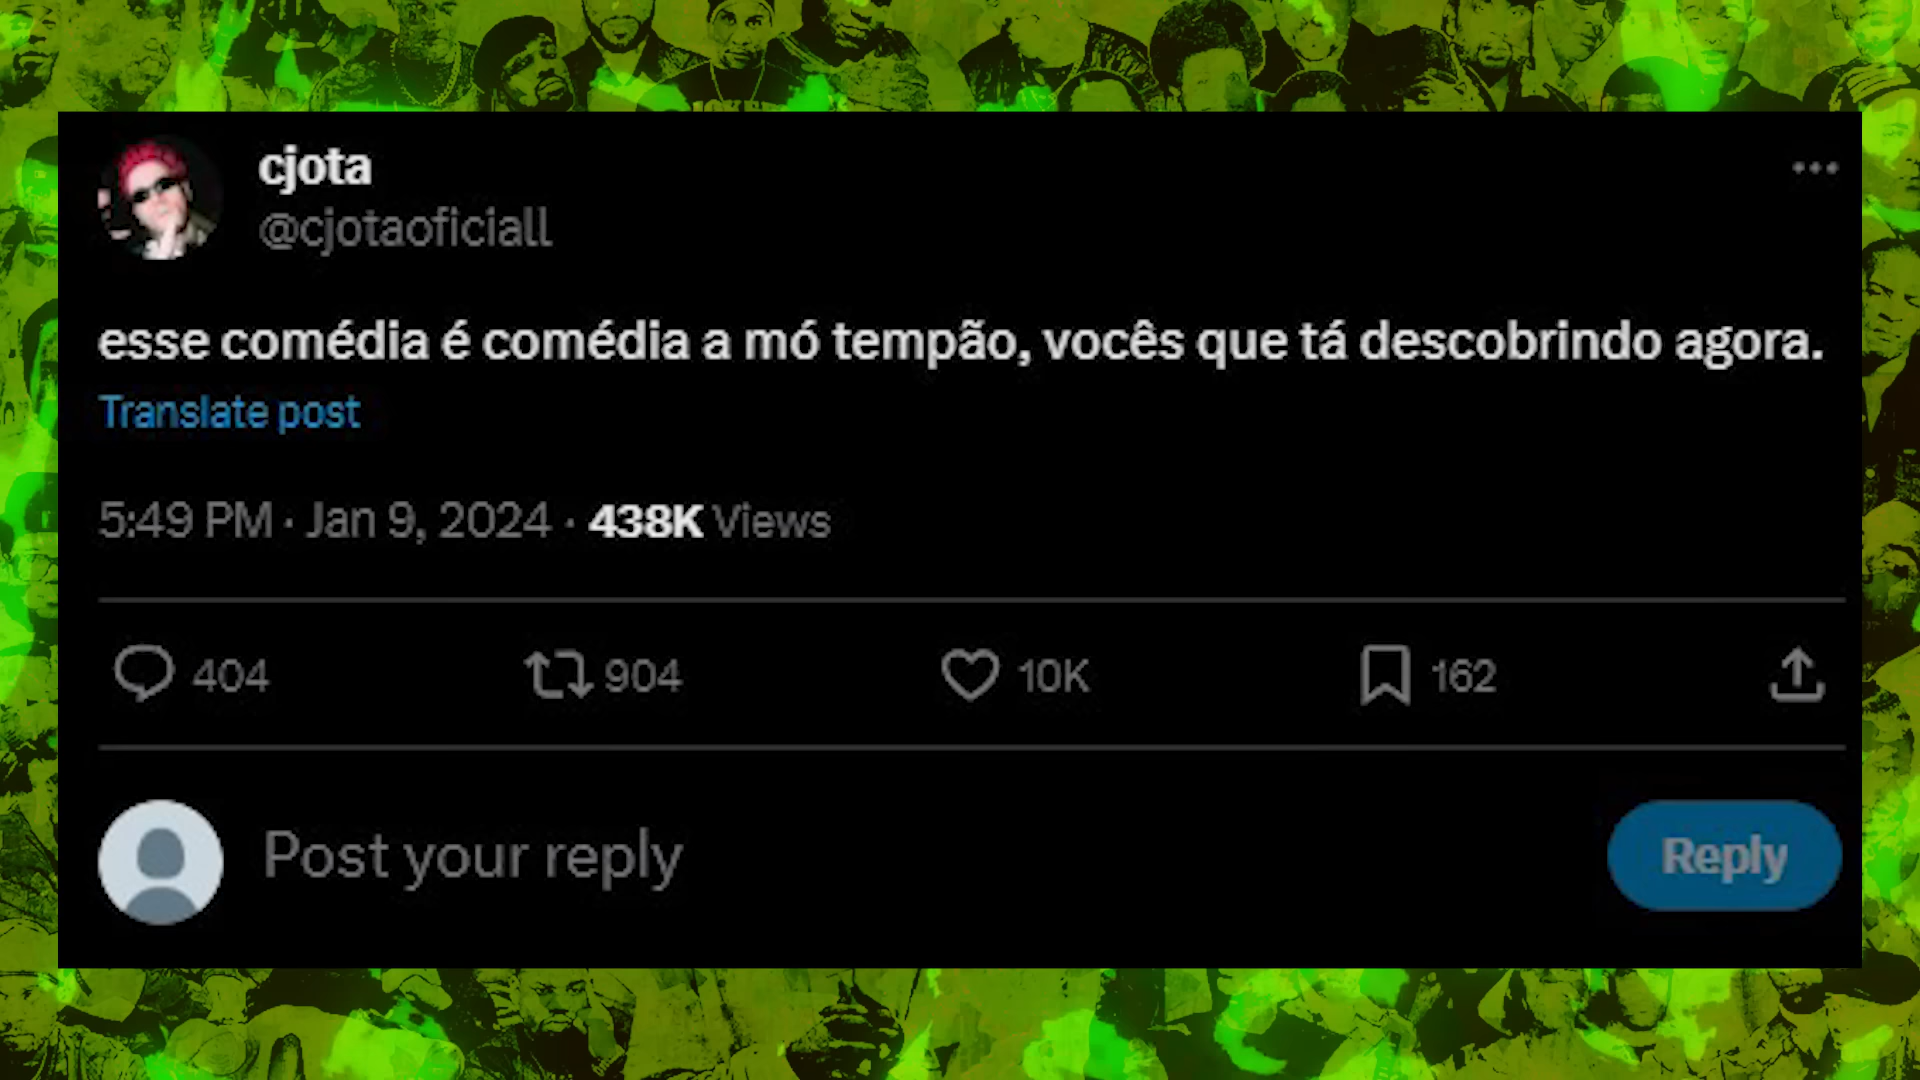 cjota
@cjotaoficiall
esse comédia é comédia a mó tempão, vocês que tá descobrindo agora.
Translate post
5:49 PM · Jan 9, 2024 · 438K Views
404 904 10K 162
Post your reply
Reply